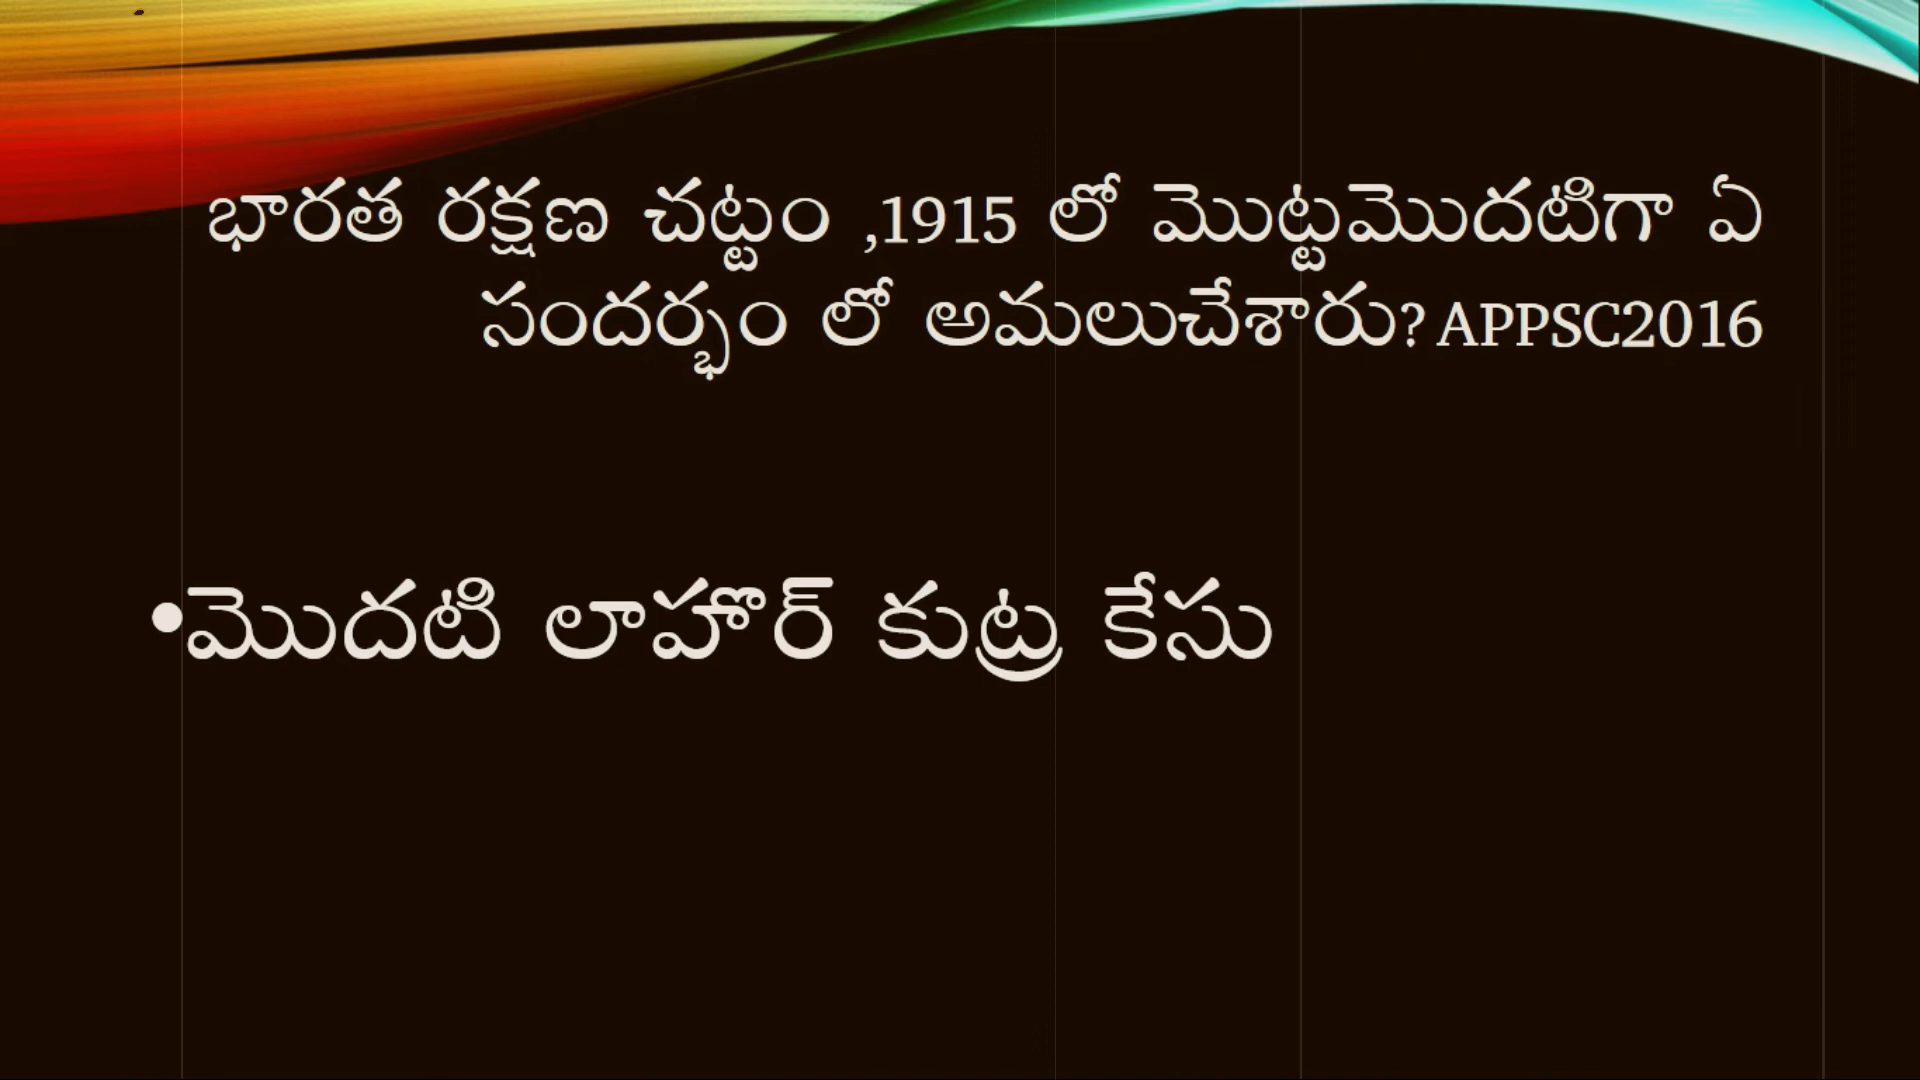 భారత రక్షణ చట్టం ,1915 లో మొట్టమొదటిగా ఏ
సందర్భం లో అమలుచేశారు? APPSC2016
•మొదటి లాహొర్ కుట్ర కేసు